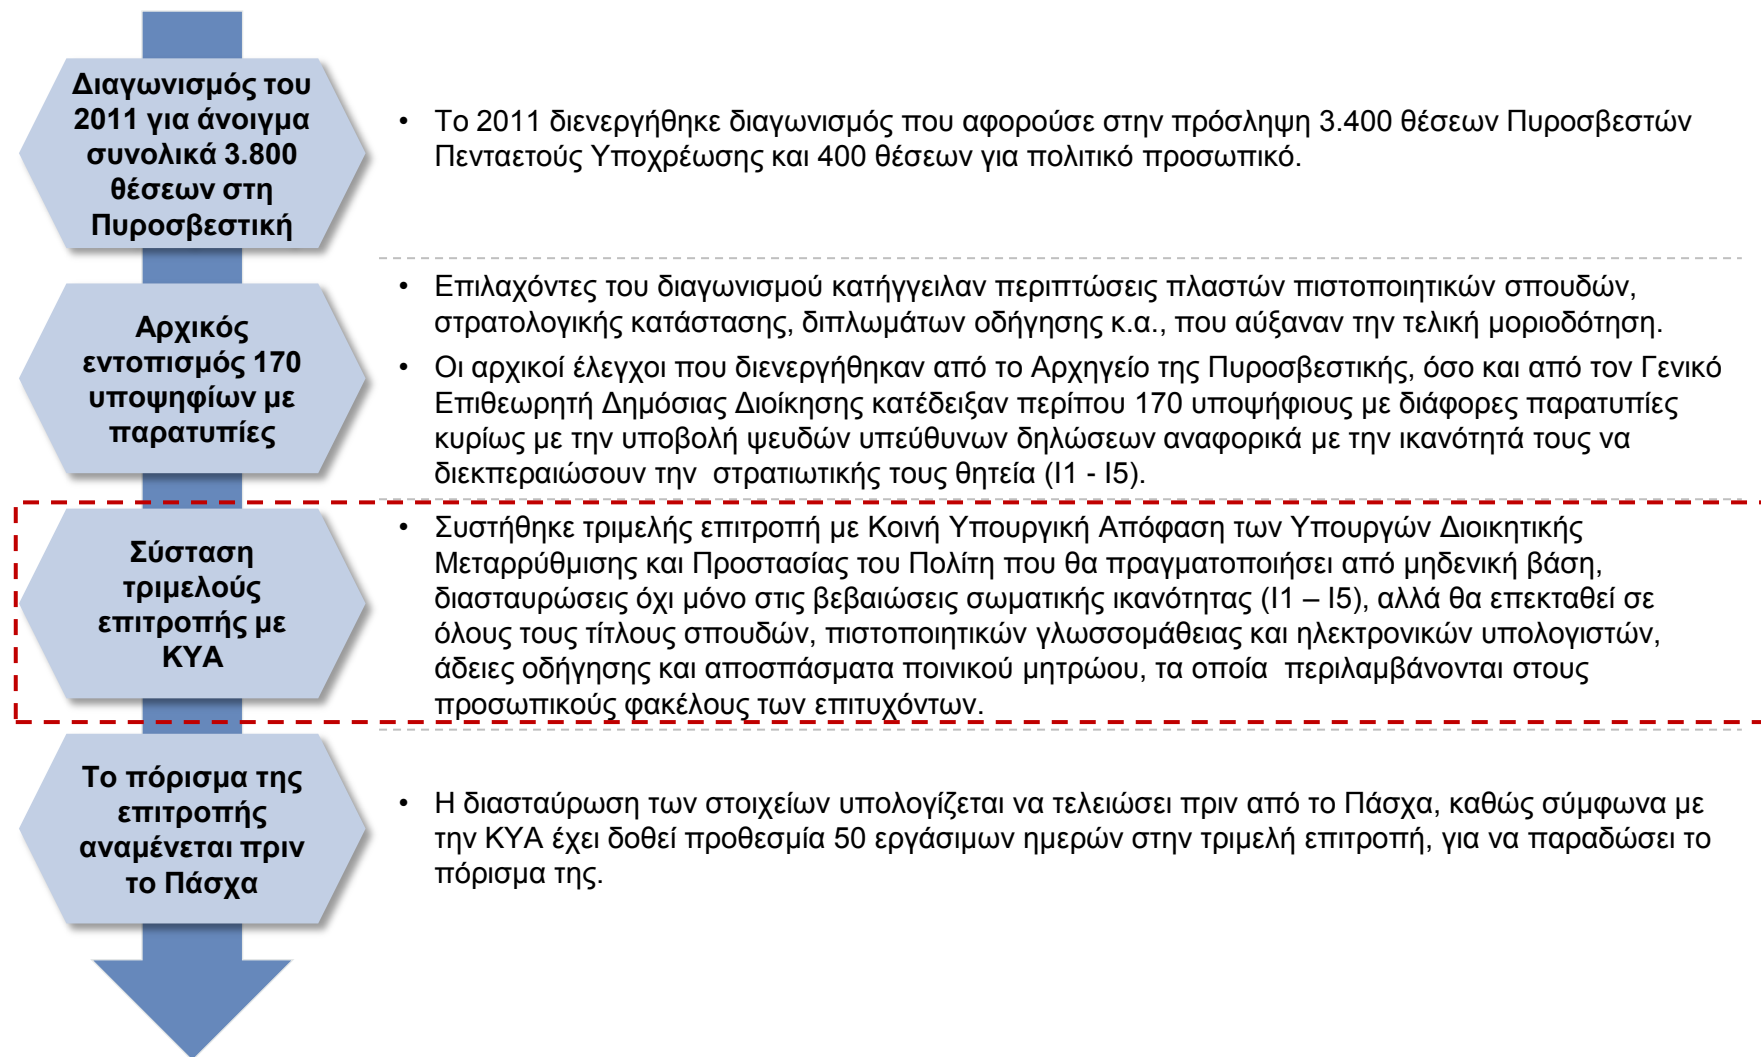 Διαγωνισμός του
2011 για άνοιγμα
συνολικά 3.800
θέσεων στη
Πυροσβεστική
• Το 2011 διενεργήθηκε διαγωνισμός που αφορούσε στην πρόσληψη 3.400 θέσεων Πυροσβεστών
Πενταετούς Υποχρέωσης και 400 θέσεων για πολιτικό προσωπικό.
Αρχικός
εντοπισμός 170
υποψηφίων με
παρατυπίες
• Επιλαχόντες του διαγωνισμού κατήγγειλαν περιπτώσεις πλαστών πιστοποιητικών σπουδών,
στρατολογικής κατάστασης, διπλωμάτων οδήγησης κ.α., που αύξαναν την τελική μοριοδότηση.
• Οι αρχικοί έλεγχοι που διενεργήθηκαν από το Αρχηγείο της Πυροσβεστικής, όσο και από τον Γενικό
Επιθεωρητή Δημόσιας Διοίκησης κατέδειξαν περίπου 170 υποψήφιους με διάφορες παρατυπίες
κυρίως με την υποβολή ψευδών υπεύθυνων δηλώσεων αναφορικά με την ικανότητά τους να
διεκπεραιώσουν την  στρατιωτικής τους θητεία (Ι1 - Ι5).
Σύσταση
τριμελούς
επιτροπής με
ΚΥΑ
• Συστήθηκε τριμελής επιτροπή με Κοινή Υπουργική Απόφαση των Υπουργών Διοικητικής
Μεταρρύθμισης και Προστασίας του Πολίτη που θα πραγματοποιήσει από μηδενική βάση,
διασταυρώσεις όχι μόνο στις βεβαιώσεις σωματικής ικανότητας (Ι1 – Ι5), αλλά θα επεκταθεί σε
όλους τους τίτλους σπουδών, πιστοποιητικών γλωσσομάθειας και ηλεκτρονικών υπολογιστών,
άδειες οδήγησης και αποσπάσματα ποινικού μητρώου, τα οποία  περιλαμβάνονται στους
προσωπικούς φακέλους των επιτυχόντων.
Το πόρισμα της
επιτροπής
αναμένεται πριν
το Πάσχα
• Η διασταύρωση των στοιχείων υπολογίζεται να τελειώσει πριν από το Πάσχα, καθώς σύμφωνα με
την ΚΥΑ έχει δοθεί προθεσμία 50 εργάσιμων ημερών στην τριμελή επιτροπή, για να παραδώσει το
πόρισμα της.